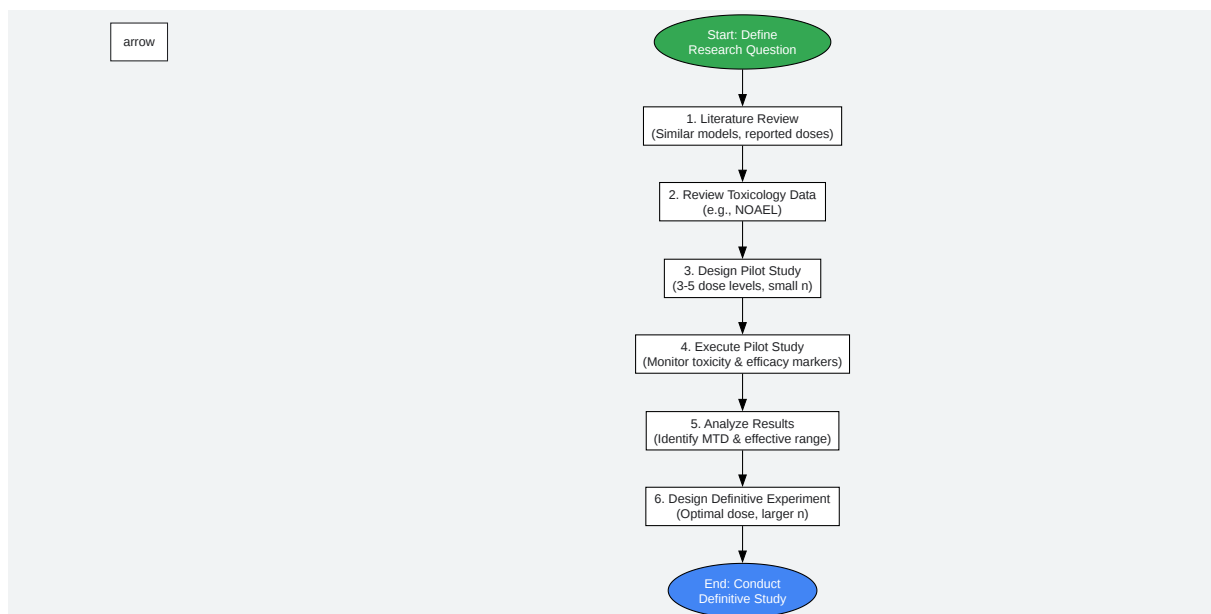 arrow
Start: Define
Research Question
1. Literature Review
(Similar models, reported doses)
2. Review Toxicology Data
(e.g., NOAEL)
3. Design Pilot Study
(3-5 dose levels, small n)
4. Execute Pilot Study
(Monitor toxicity & efficacy markers)
5. Analyze Results
(Identify MTD & effective range)
6. Design Definitive Experiment
(Optimal dose, larger n)
End: Conduct
Definitive Study